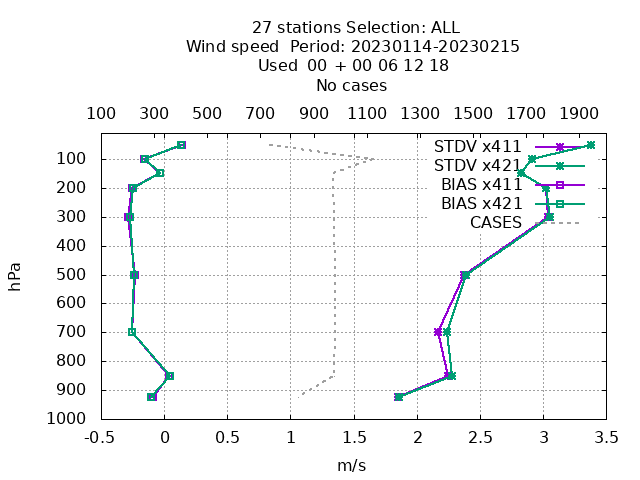 27 stations Selection: ALL
Wind speed  Period: 20230114-20230215
Used  00 + 00 06 12 18
No cases
100 300 500 700 900 1100 1300 1500 1700 1900
STDV x411
STDV x421
BIAS x411
BIAS x421
CASES
hPa
100
200
300
400
500
600
700
800
900
1000
-0.5 0 0.5 1 1.5 2 2.5 3 3.5
m/s